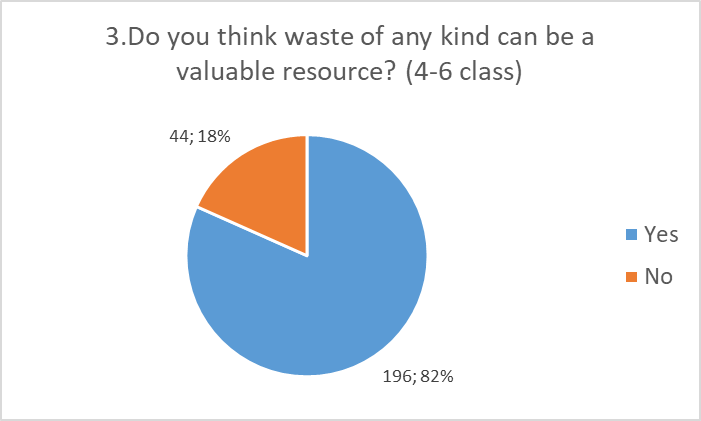 3.Do you think waste of any kind can be a
valuable resource? (4-6 class)
44; 18%
Yes
No
196; 82%